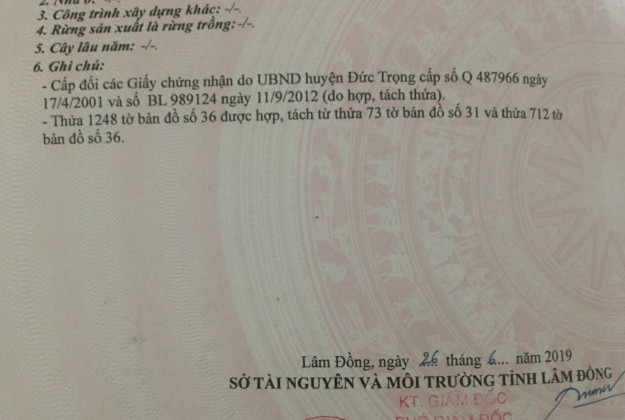 2. Nhà ở: -/-.
3. Công trình xây dựng khác: -/-.
4. Rừng sản xuất là rừng trồng: -/-.
5. Cây lâu năm: -/-.
6. Ghi chú:
- Cấp đổi các Giấy chứng nhận do UBND huyện Đức Trọng cấp số Q 487966 ngày
17/4/2001 và số BL 989124 ngày 11/9/2012 (do hợp, tách thửa).
- Thửa 1248 tờ bản đồ số 36 được hợp, tách từ thửa 73 tờ bản đồ số 31 và thửa 712 tờ
bản đồ số 36.
Lâm Đồng, ngày 26 tháng 6... năm 2019
SỞ TÀI NGUYÊN VÀ MÔI TRƯỜNG TỈNH LÂM ĐỒNG
KT. GIÁM ĐỐC
PHÓ GIÁM ĐỐC